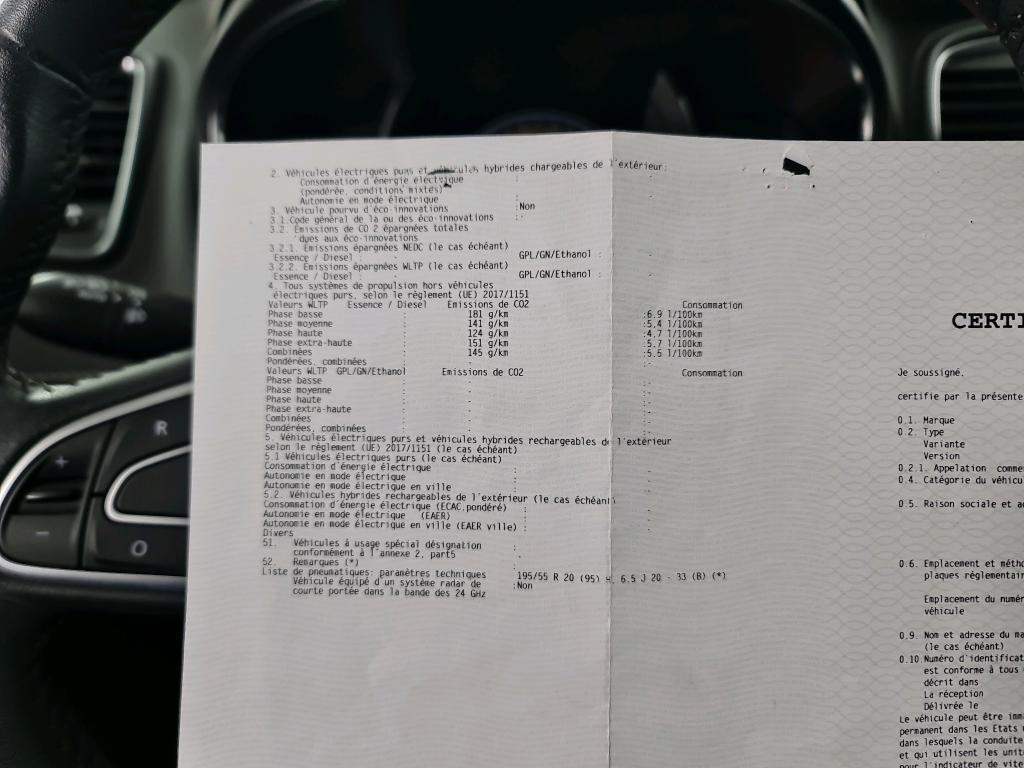 2. Véhicules électriques purs et véhicules hybrides chargeables de l'extérieur:
Consommation d'énergie électrique :
(pondérée, conditions mixtes)
Autonomie en mode électrique :
3. Véhicule pourvu d'éco-innovations :Non
3.1.Code général de la ou des éco-innovations :-
3.2. Emissions de CO 2 épargnées totales
dues aux éco-innovations
3.2.1. Emissions épargnées NEDC (le cas échéant)
Essence / Diesel : - GPL/GN/Ethanol : -
3.2.2. Emissions épargnées WLTP (le cas échéant)
Essence / Diesel : - GPL/GN/Ethanol : -
4. Tous systèmes de propulsion hors véhicules
électriques purs, selon le règlement (UE) 2017/1151
Valeurs WLTP Essence / Diesel Emissions de CO2 Consommation
Phase basse : 181 g/km :6.9 l/100km
Phase moyenne : 141 g/km :5.4 l/100km
Phase haute : 124 g/km :4.7 l/100km
Phase extra-haute : 151 g/km :5.7 l/100km
Combinées : 145 g/km :5.5 l/100km
Pondérées, combinées : - :-
Valeurs WLTP GPL/GN/Ethanol Emissions de CO2 Consommation
Phase basse : - :-
Phase moyenne : - :-
Phase haute : - :-
Phase extra-haute : - :-
Combinées : - :-
Pondérées, combinées : - :-
5. Véhicules électriques purs et véhicules hybrides rechargeables de l'extérieur
selon le règlement (UE) 2017/1151 (le cas échéant)
5.1 Véhicules électriques purs (le cas échéant)
Consommation d'énergie électrique : -
Autonomie en mode électrique : -
Autonomie en mode électrique en ville : -
5.2. Véhicules hybrides rechargeables de l'extérieur (le cas échéant)
Consommation d'énergie électrique (ECAC,pondéré) : -
Autonomie en mode électrique (EAER) : -
Autonomie en mode électrique en ville (EAER ville) : -
Divers
51. Véhicules à usage spécial désignation :
conformément à l'annexe 2, part5 -
52. Remarques (*) :
Liste de pneumatiques: paramètres techniques 195/55 R 20 (95) H, 6.5 J 20 - 33 (B) (*)
Véhicule équipé d'un système radar de :Non
courte portée dans la bande des 24 GHz
CERTI
Je soussigné,
certifie par la présente
0.1. Marque
0.2. Type
Variante
Version
0.2.1. Appelation comme
0.4. Catégorie du véhicu
0.5. Raison sociale et a
0.6. Emplacement et métho
plaques réglementair
Emplacement du numér
véhicule
0.9. Nom et adresse du ma
(le cas échéant)
0.10.Numéro d'identificat
est conforme à tous
décrit dans
La réception
Délivrée le
Le véhicule peut être imm
permanent dans les Etats
dans lesquels la conduite
et qui utilisent les unit
pour l'indicateur de vite
R
+
-
O